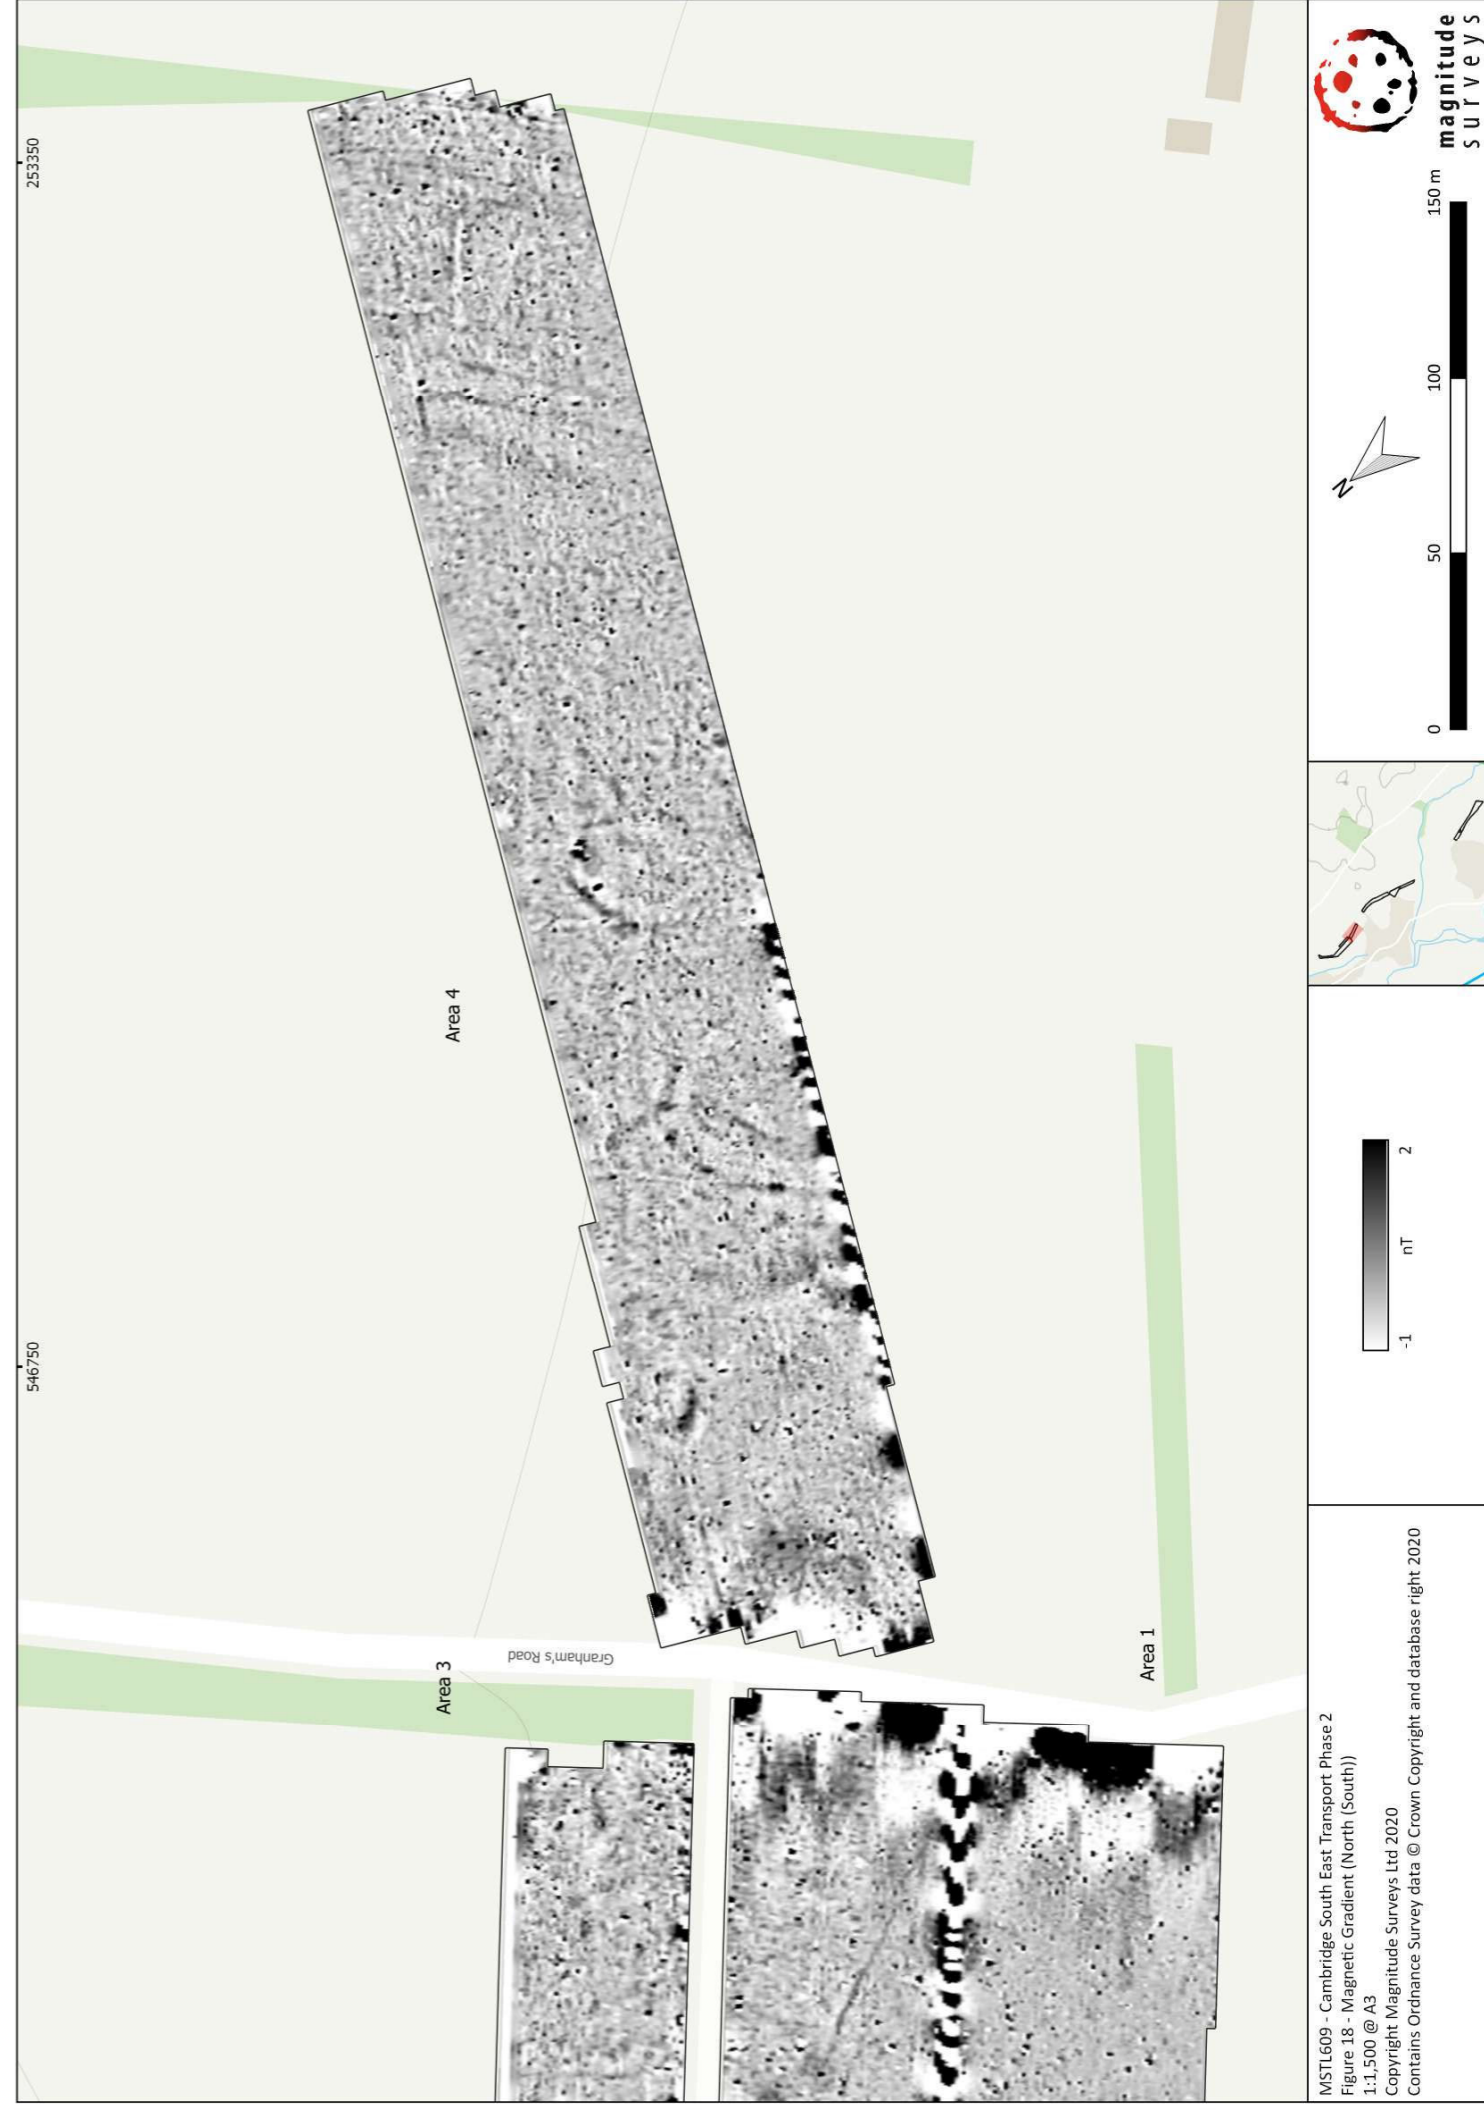 546750
253350
Area 4
Area 3
Granham's Road
Area 1
MSTL609 - Cambridge South East Transport Phase 2
Figure 18 - Magnetic Gradient (North (South))
1:1,500 @ A3
Copyright Magnitude Surveys Ltd 2020
Contains Ordnance Survey data © Crown Copyright and database right 2020
-1
nT
2
N
0
50
100
150 m
magnitude
surveys